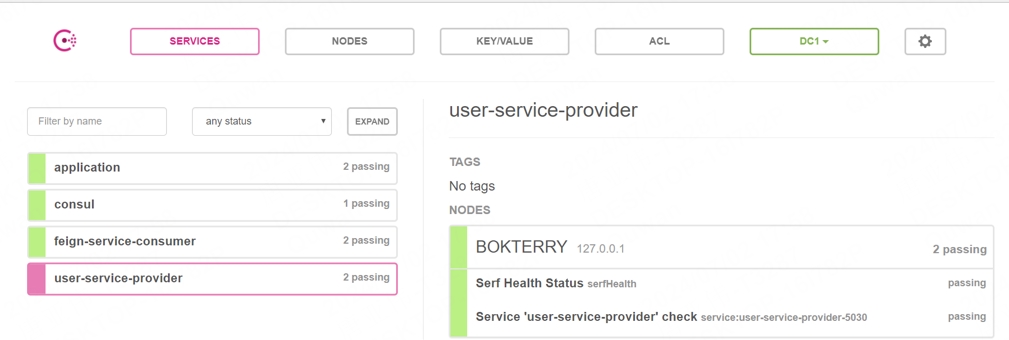 SERVICES NODES KEY/VALUE ACL DC1
Filter by name any status EXPAND
application 2 passing
consul 1 passing
feign-service-consumer 2 passing
user-service-provider 2 passing
user-service-provider
TAGS
No tags
NODES
BOKTERRY 127.0.0.1 2 passing
Serf Health Status serfHealth passing
Service 'user-service-provider' check service:user-service-provider-5030 passing